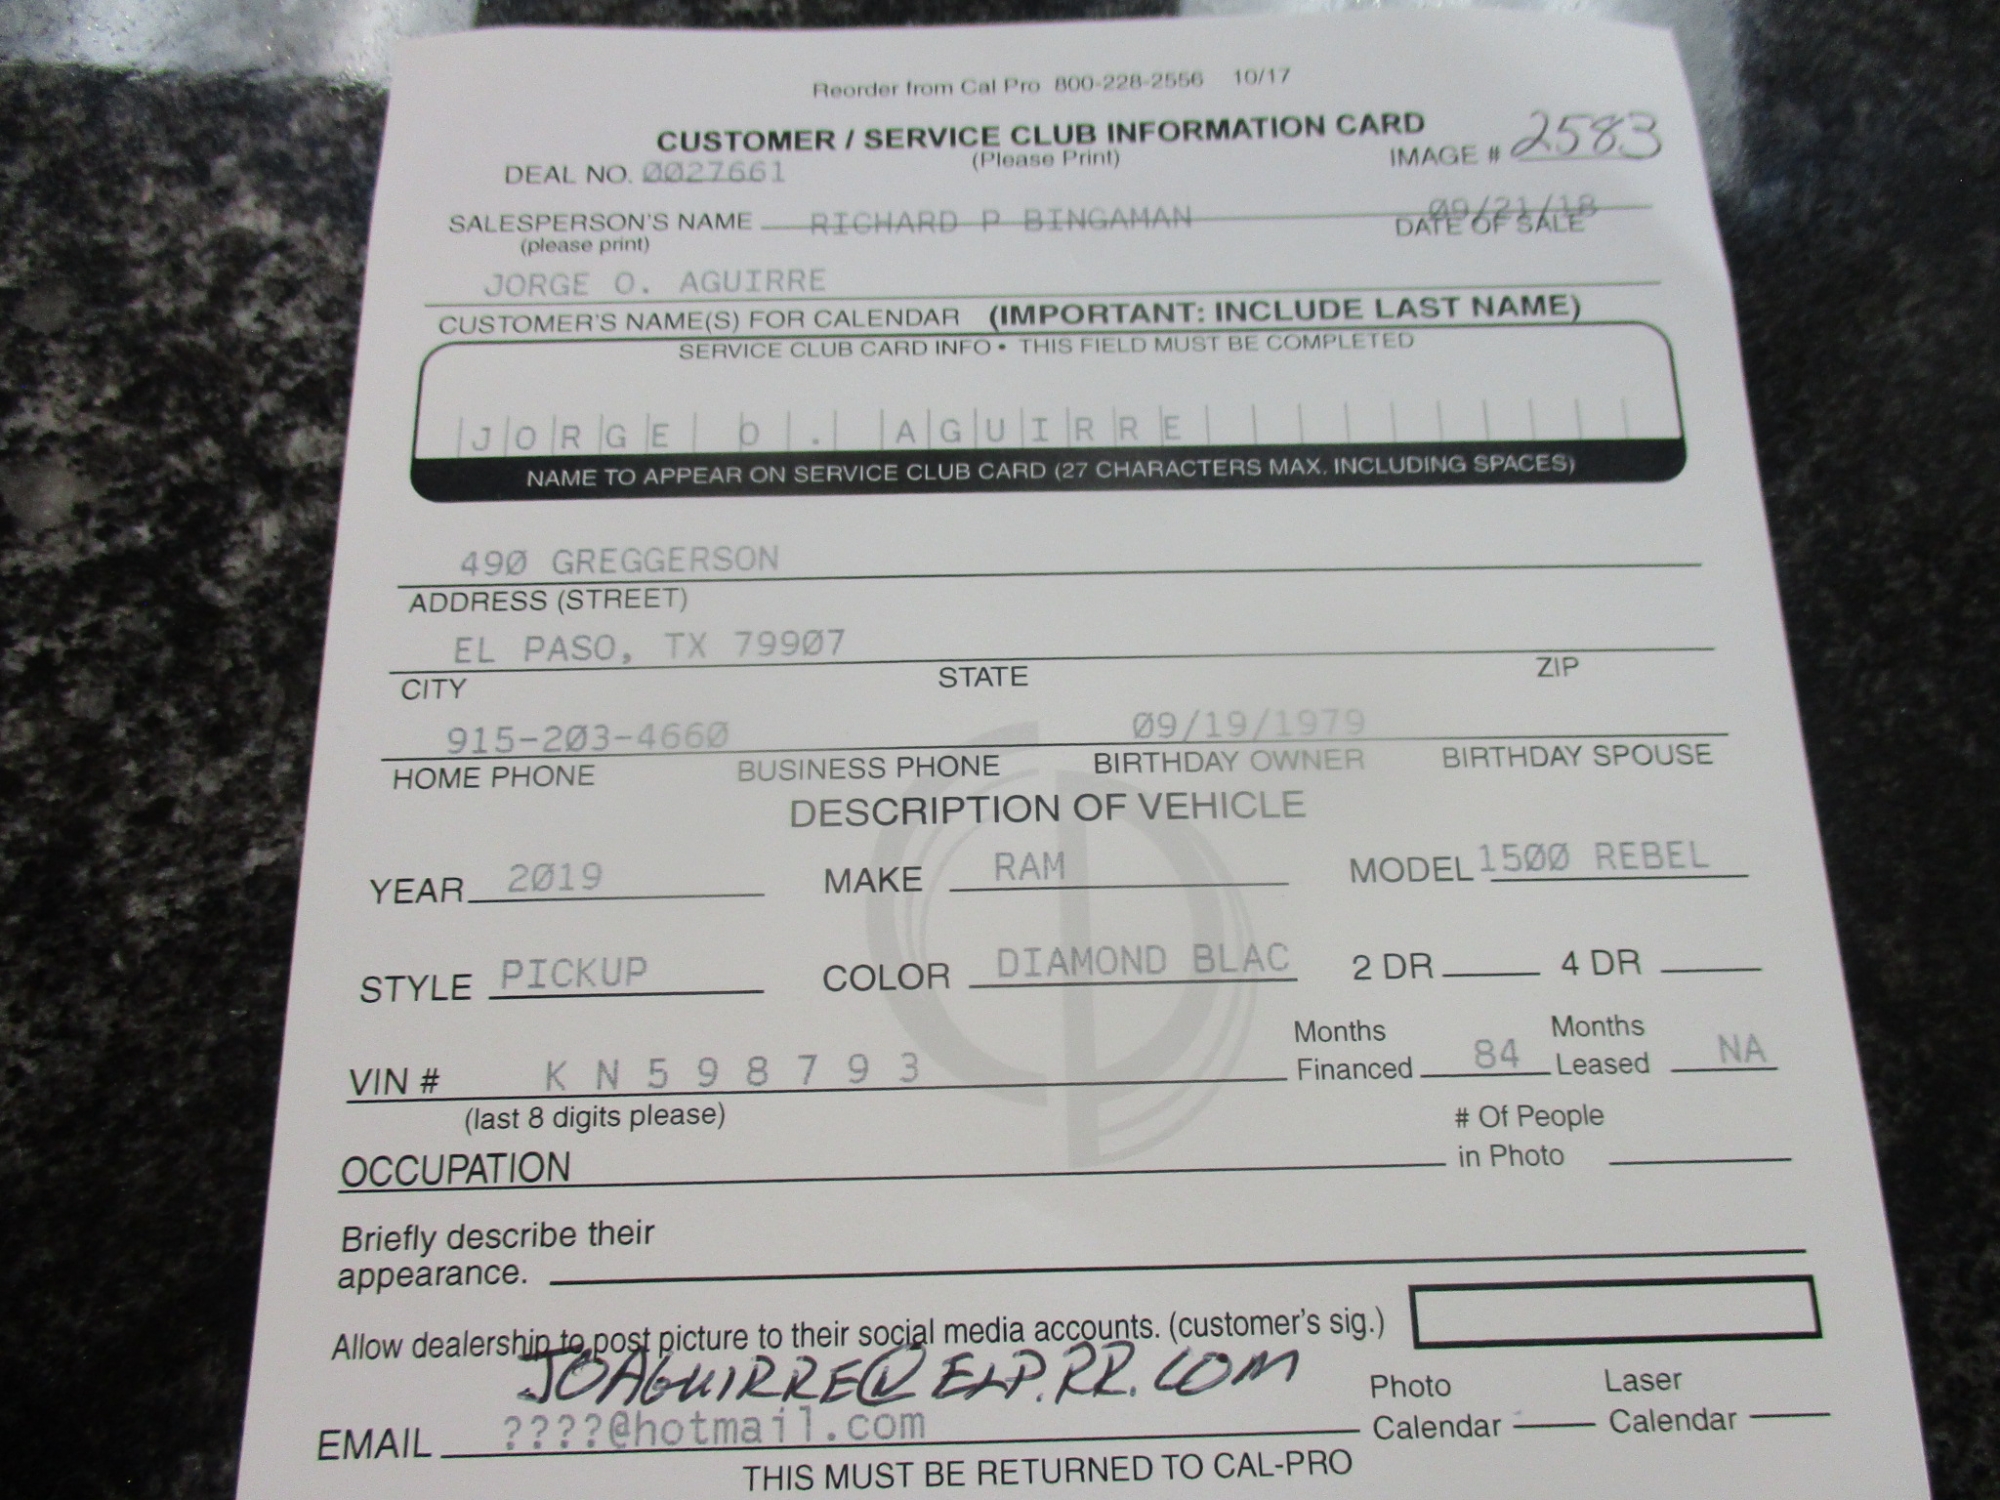 Reorder from Cal Pro 800-228-2556 10/17
CUSTOMER / SERVICE CLUB INFORMATION CARD
(Please Print)
IMAGE # 2583
DEAL NO. 0027661
SALESPERSON'S NAME RICHARD P BINGAMAN 09/21/18
(please print) DATE OF SALE
JORGE O. AGUIRRE
CUSTOMER'S NAME(S) FOR CALENDAR (IMPORTANT: INCLUDE LAST NAME)
SERVICE CLUB CARD INFO • THIS FIELD MUST BE COMPLETED
JORGE O. AGUIRRE
NAME TO APPEAR ON SERVICE CLUB CARD (27 CHARACTERS MAX. INCLUDING SPACES)
490 GREGGERSON
ADDRESS (STREET)
EL PASO, TX 79907
CITY STATE ZIP
915-203-4660 09/19/1979
HOME PHONE BUSINESS PHONE BIRTHDAY OWNER BIRTHDAY SPOUSE
DESCRIPTION OF VEHICLE
YEAR 2019 MAKE RAM MODEL 1500 REBEL
STYLE PICKUP COLOR DIAMOND BLAC 2 DR 4 DR
VIN # K N 5 9 8 7 9 3 Months Financed 84 Months Leased NA
(last 8 digits please)
OCCUPATION # Of People in Photo
Briefly describe their
appearance.
Allow dealership to post picture to their social media accounts. (customer's sig.)
JOAGUIRRE@ELP.RR.COM
EMAIL ????@hotmail.com Photo Calendar Laser Calendar
THIS MUST BE RETURNED TO CAL-PRO